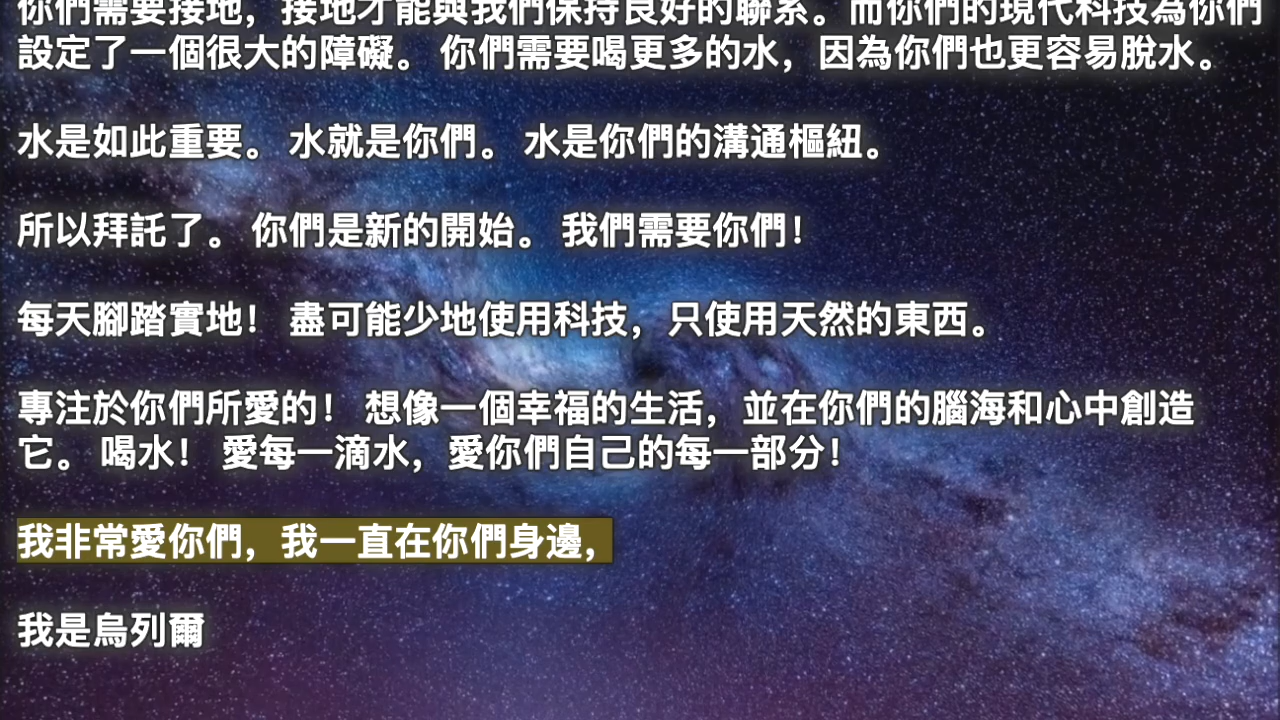 你們需要接地，接地才能與我們保持良好的聯系。而你們的現代科技為你們
設定了一個很大的障礙。 你們需要喝更多的水，因為你們也更容易脫水。
水是如此重要。 水就是你們。 水是你們的溝通樞紐。
所以拜託了。 你們是新的開始。 我們需要你們！
每天腳踏實地！ 盡可能少地使用科技，只使用天然的東西。
專注於你們所愛的！ 想像一個幸福的生活，並在你們的腦海和心中創造
它。 喝水！ 愛每一滴水，愛你們自己的每一部分！
我非常愛你們，我一直在你們身邊，
我是烏列爾